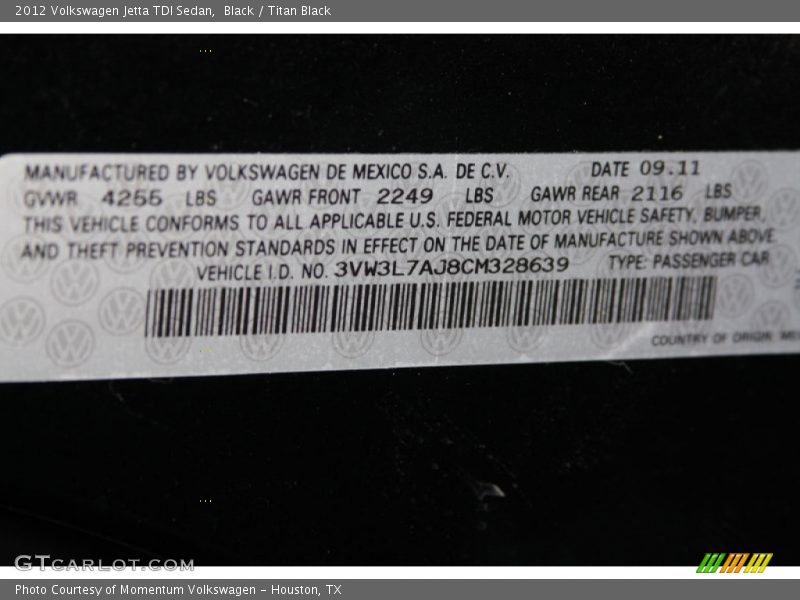 2012 Volkswagen Jetta TDI Sedan,  Black / Titan Black
MANUFACTURED BY VOLKSWAGEN DE MEXICO S.A. DE C.V. DATE 09.11
GVWR 4255 LBS GAWR FRONT 2249 LBS GAWR REAR 2116 LBS
THIS VEHICLE CONFORMS TO ALL APPLICABLE U.S. FEDERAL MOTOR VEHICLE SAFETY, BUMPER,
AND THEFT PREVENTION STANDARDS IN EFFECT ON THE DATE OF MANUFACTURE SHOWN ABOVE
VEHICLE I.D. NO. 3VW3L7AJ8CM328639 TYPE: PASSENGER CAR
COUNTRY OF ORIGIN:
GTCARLOT.COM
Photo Courtesy of Momentum Volkswagen - Houston, TX